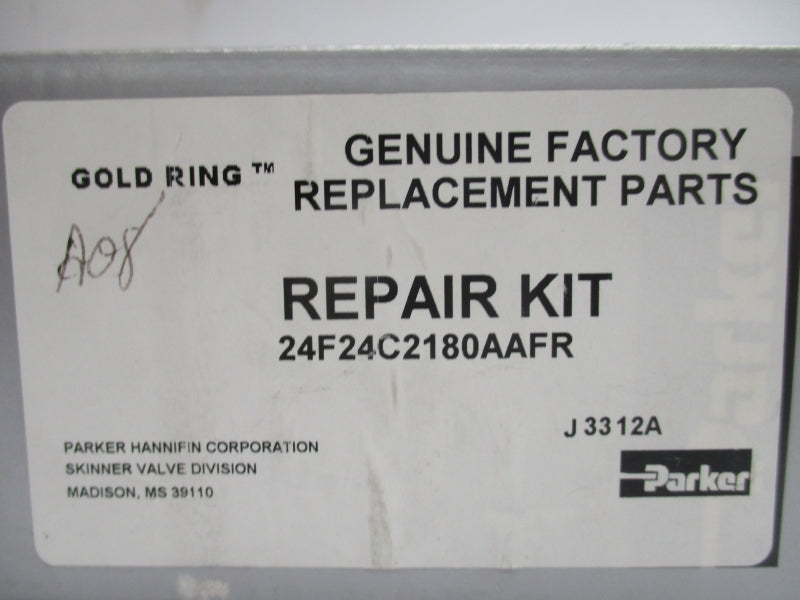 GOLD RING ™
GENUINE FACTORY
REPLACEMENT PARTS
A08
REPAIR KIT
24F24C2180AAFR
J 3312A
PARKER HANNIFIN CORPORATION
SKINNER VALVE DIVISION
MADISON, MS 39110
Parker
Parker